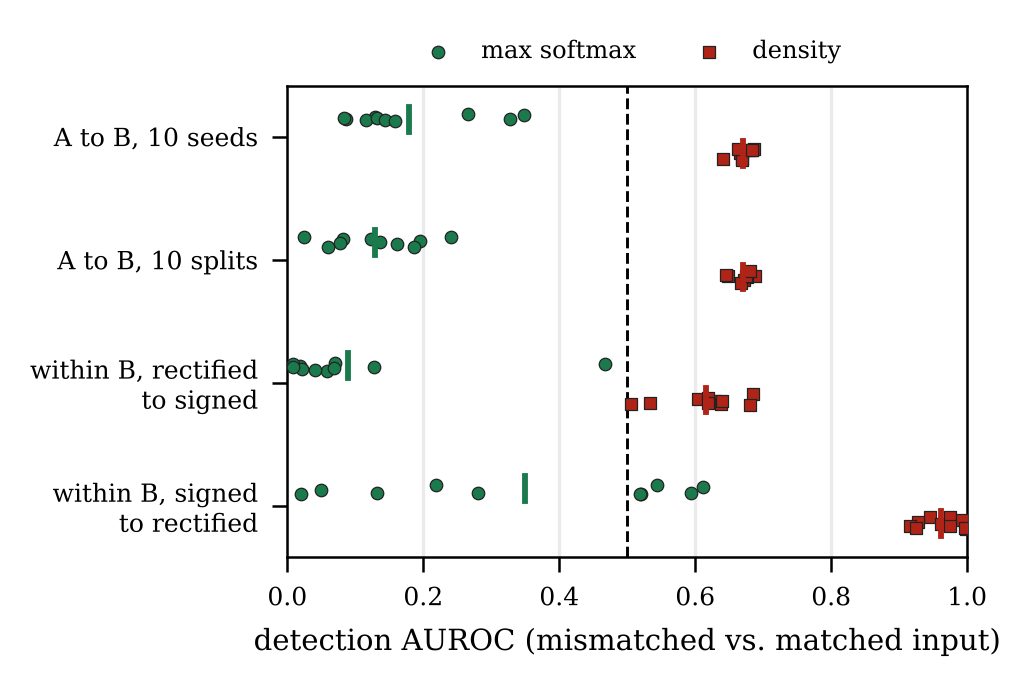 max softmax density
A to B, 10 seeds
A to B, 10 splits
within B, rectified
to signed
within B, signed
to rectified
0.0 0.2 0.4 0.6 0.8 1.0
detection AUROC (mismatched vs. matched input)